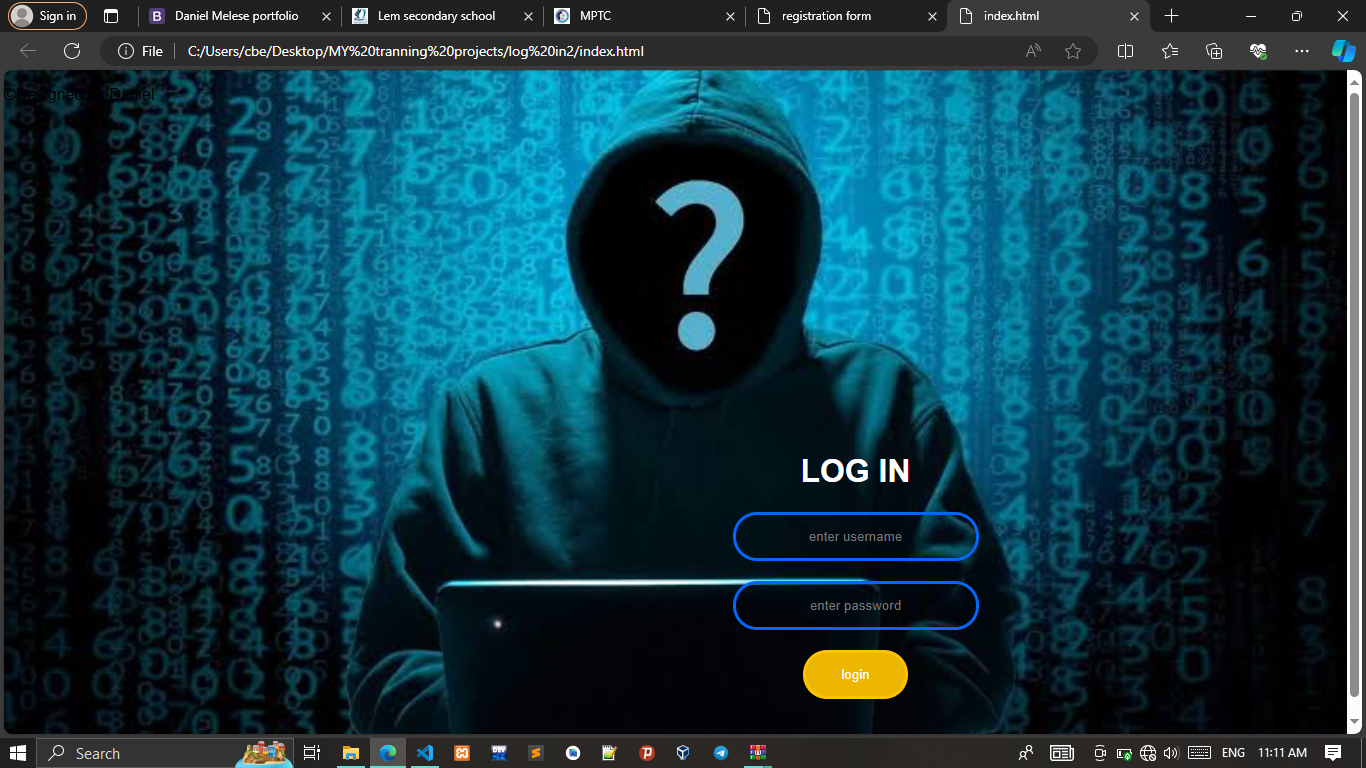 Sign in
Daniel Melese portfolio
Lem secondary school
MPTC
registration form
index.html
File
C:/Users/cbe/Desktop/MY%20tranning%20projects/log%20in2/index.html
©Designed by Daniel
?
LOG IN
enter username
enter password
login
Search
ENG
11:11 AM